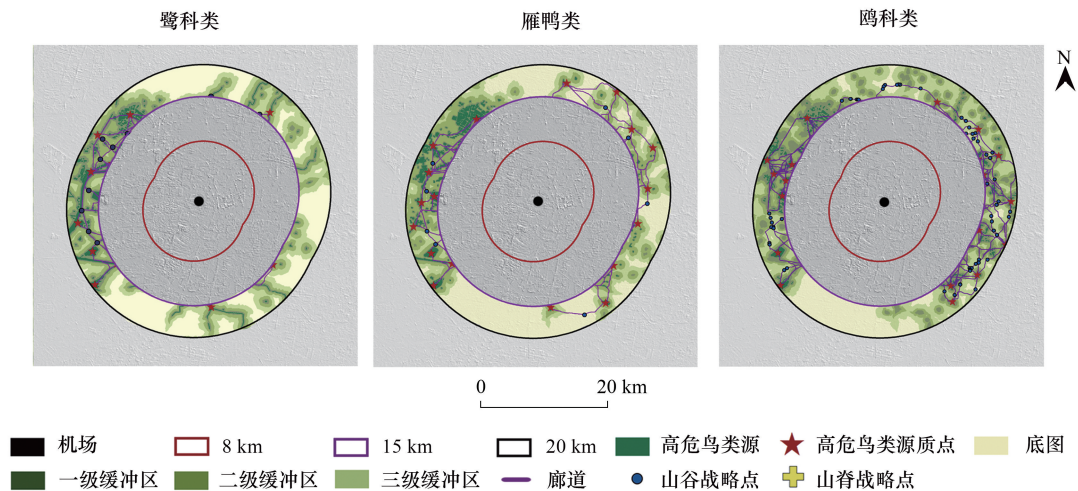 鹭科类 雁鸭类 鸥科类
N
0 20 km
机场 8 km 15 km 20 km 高危鸟类源 高危鸟类源质点 底图
一级缓冲区 二级缓冲区 三级缓冲区 廊道 山谷战略点 山脊战略点